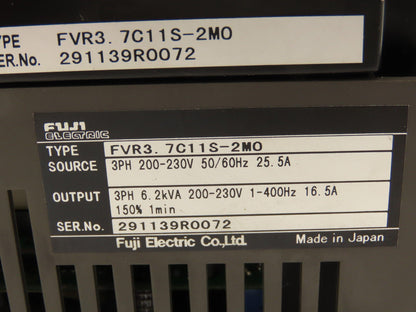 TYPE FVR3.7C11S-2MO
SER.No. 291139R0072
FUJI
ELECTRIC
TYPE FVR3.7C11S-2MO
SOURCE 3PH 200-230V 50/60Hz 25.5A
OUTPUT 3PH 6.2kVA 200-230V 1-400Hz 16.5A
150% 1min
SER.No. 291139R0072
Fuji Electric Co.,Ltd. Made in Japan